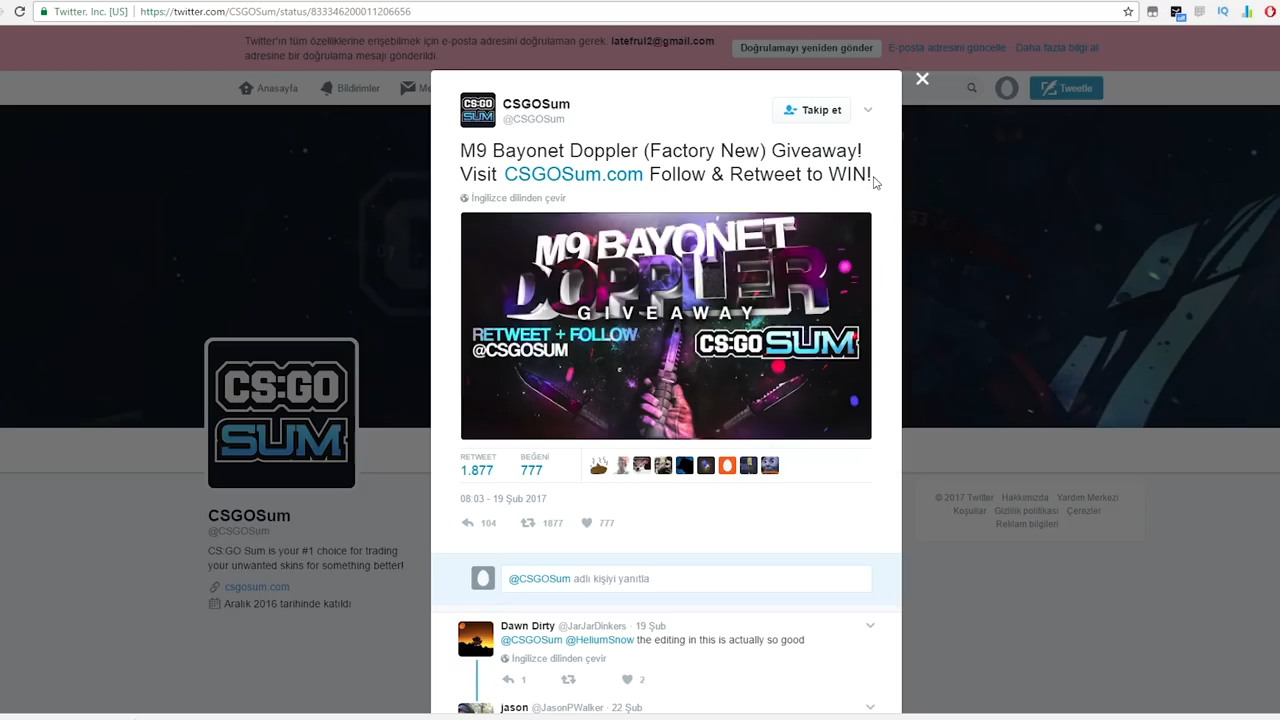 Twitter, Inc. [US]
https://twitter.com/CSGOSum/status/833346200011206656
Twitter'ın tüm özelliklerine erişebilmek için e-posta adresini doğrulaman gerek. latefrul2@gmail.com
adresine bir doğrulama mesajı gönderildi.
Doğrulamayı yeniden gönder
E-posta adresini güncelle
Daha fazla bilgi al
Anasayfa
Bildirimler
Tweetle
CSGOSum
@CSGOSum
Takip et
M9 Bayonet Doppler (Factory New) Giveaway!
Visit CSGOSum.com Follow & Retweet to WIN!
İngilizce dilinden çevir
M9 BAYONET
DOPPLER
GIVEAWAY
RETWEET + FOLLOW
@CSGOSUM
CS:GO SUM
RETWEET
1.877
BEĞENİ
777
08:03 - 19 Şub 2017
104
1877
777
@CSGOSum adlı kişiyi yanıtla
Dawn Dirty @JarJarDinkers · 19 Şub
@CSGOSum @HeliumSnow the editing in this is actually so good
İngilizce dilinden çevir
1
2
jason @JasonPWalker · 22 Şub
CS:GO
SUM
CSGOSum
@CSGOSum
CS:GO Sum is your #1 choice for trading
your unwanted skins for something better!
csgosum.com
Aralık 2016 tarihinde katıldı
© 2017 Twitter Hakkımızda Yardım Merkezi
Koşullar Gizlilik politikası Çerezler
Reklam bilgileri